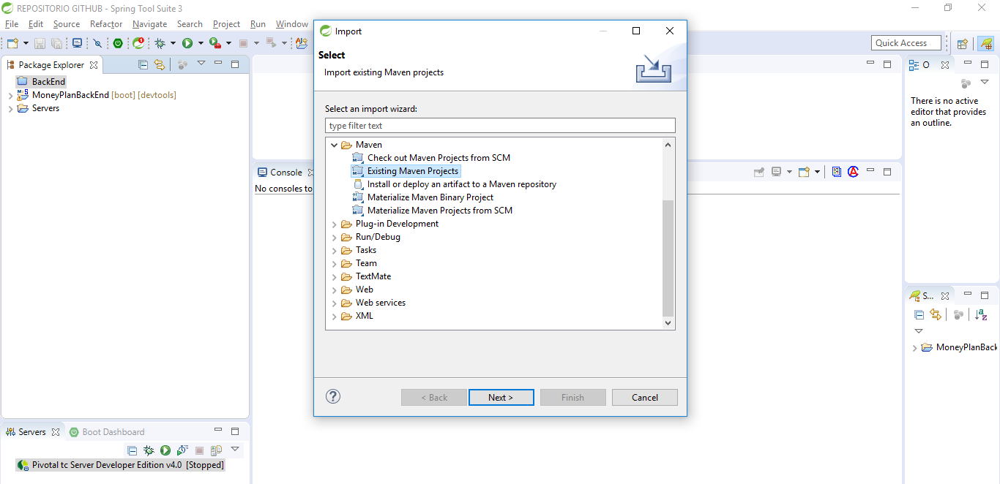 REPOSITORIO GITHUB - Spring Tool Suite 3
File Edit Source Refactor Navigate Search Project Run Window
Quick Access
Package Explorer
BackEnd
MoneyPlanBackEnd [boot] [devtools]
Servers
Import
Select
Import existing Maven projects
Select an import wizard:
type filter text
Maven
Check out Maven Projects from SCM
Existing Maven Projects
Install or deploy an artifact to a Maven repository
Materialize Maven Binary Project
Materialize Maven Projects from SCM
Plug-in Development
Run/Debug
Tasks
Team
TextMate
Web
Web services
XML
< Back
Next >
Finish
Cancel
Console
No consoles to
O
There is no active
editor that provides
an outline.
S...
MoneyPlanBack
Servers
Boot Dashboard
Pivotal tc Server Developer Edition v4.0 [Stopped]